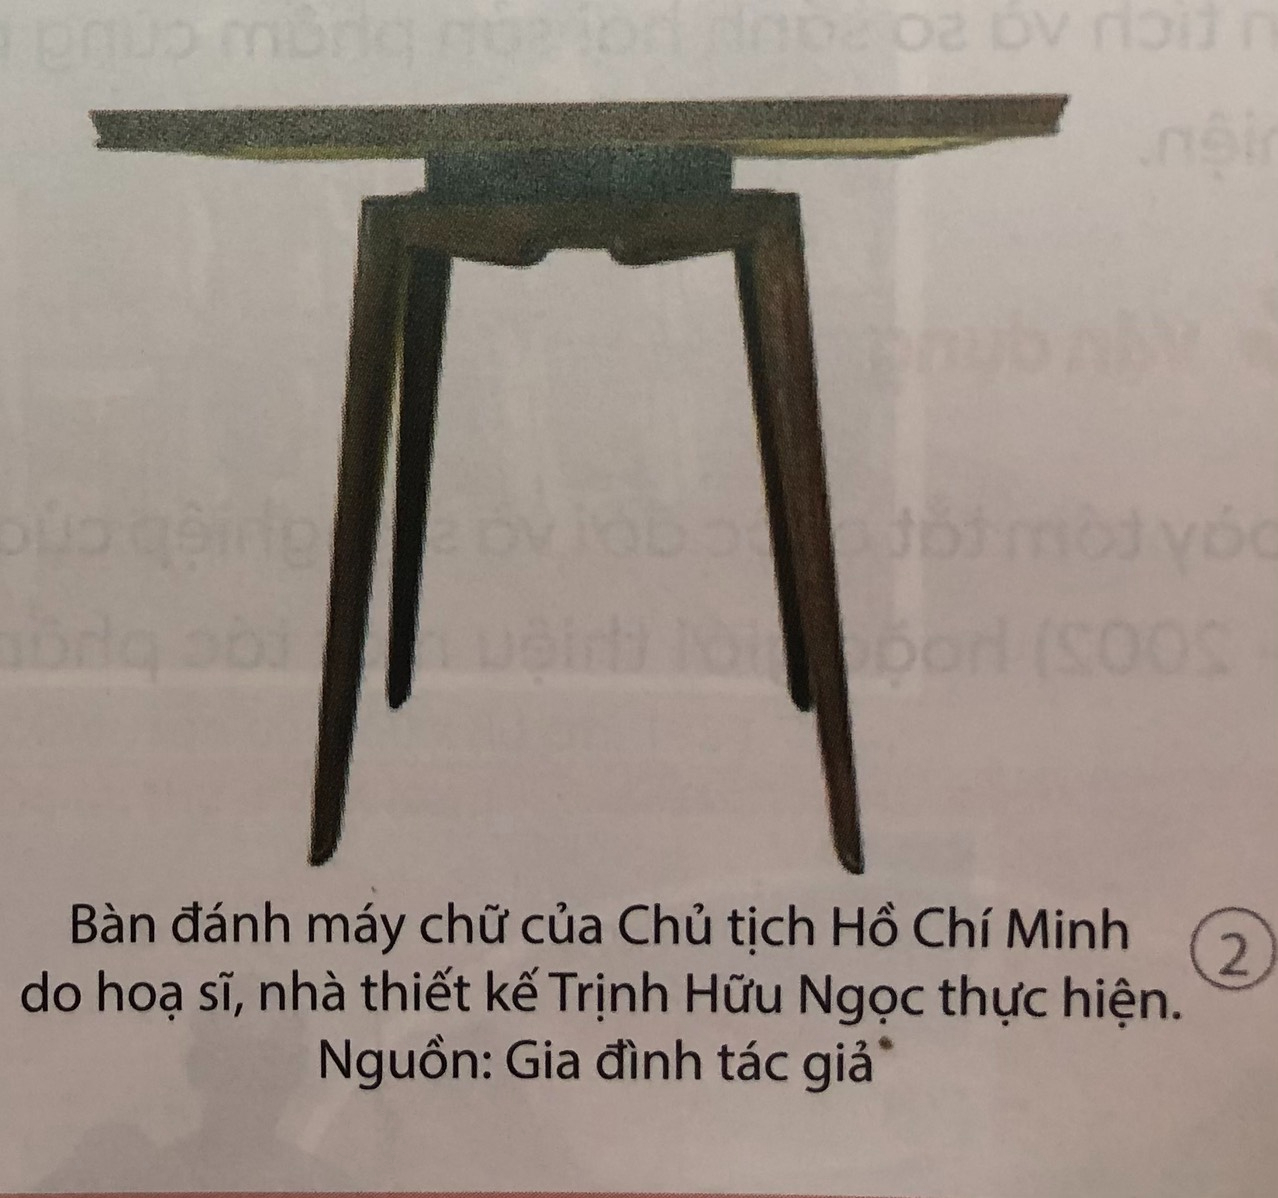 Bàn đánh máy chữ của Chủ tịch Hồ Chí Minh
do hoạ sĩ, nhà thiết kế Trịnh Hữu Ngọc thực hiện.
Nguồn: Gia đình tác giả
2